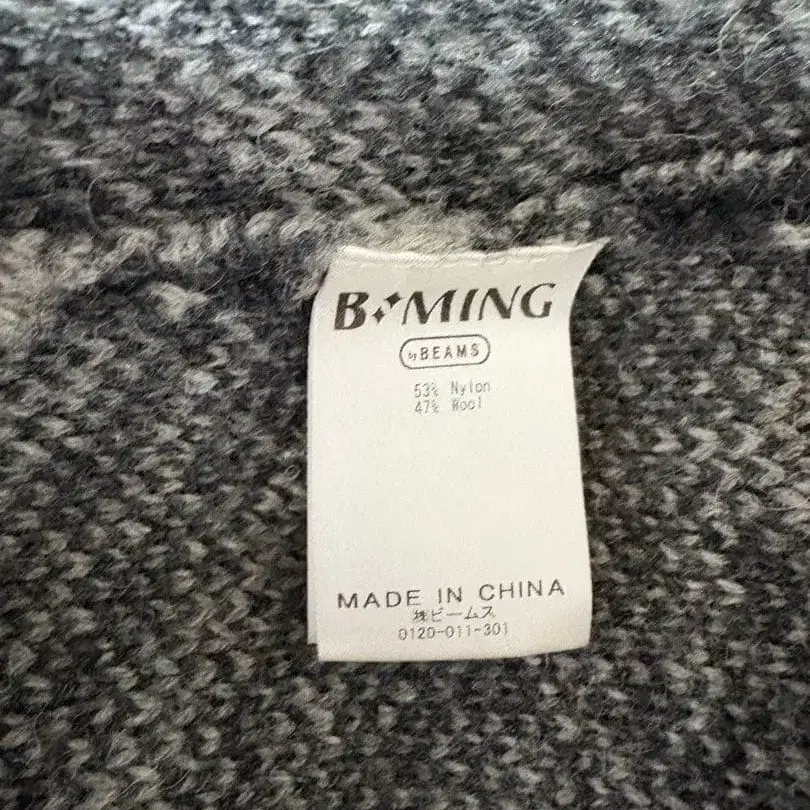 B MING
by BEAMS
53% Nylon
47% Wool
MADE IN CHINA
㈱ビームス
0120-011-301